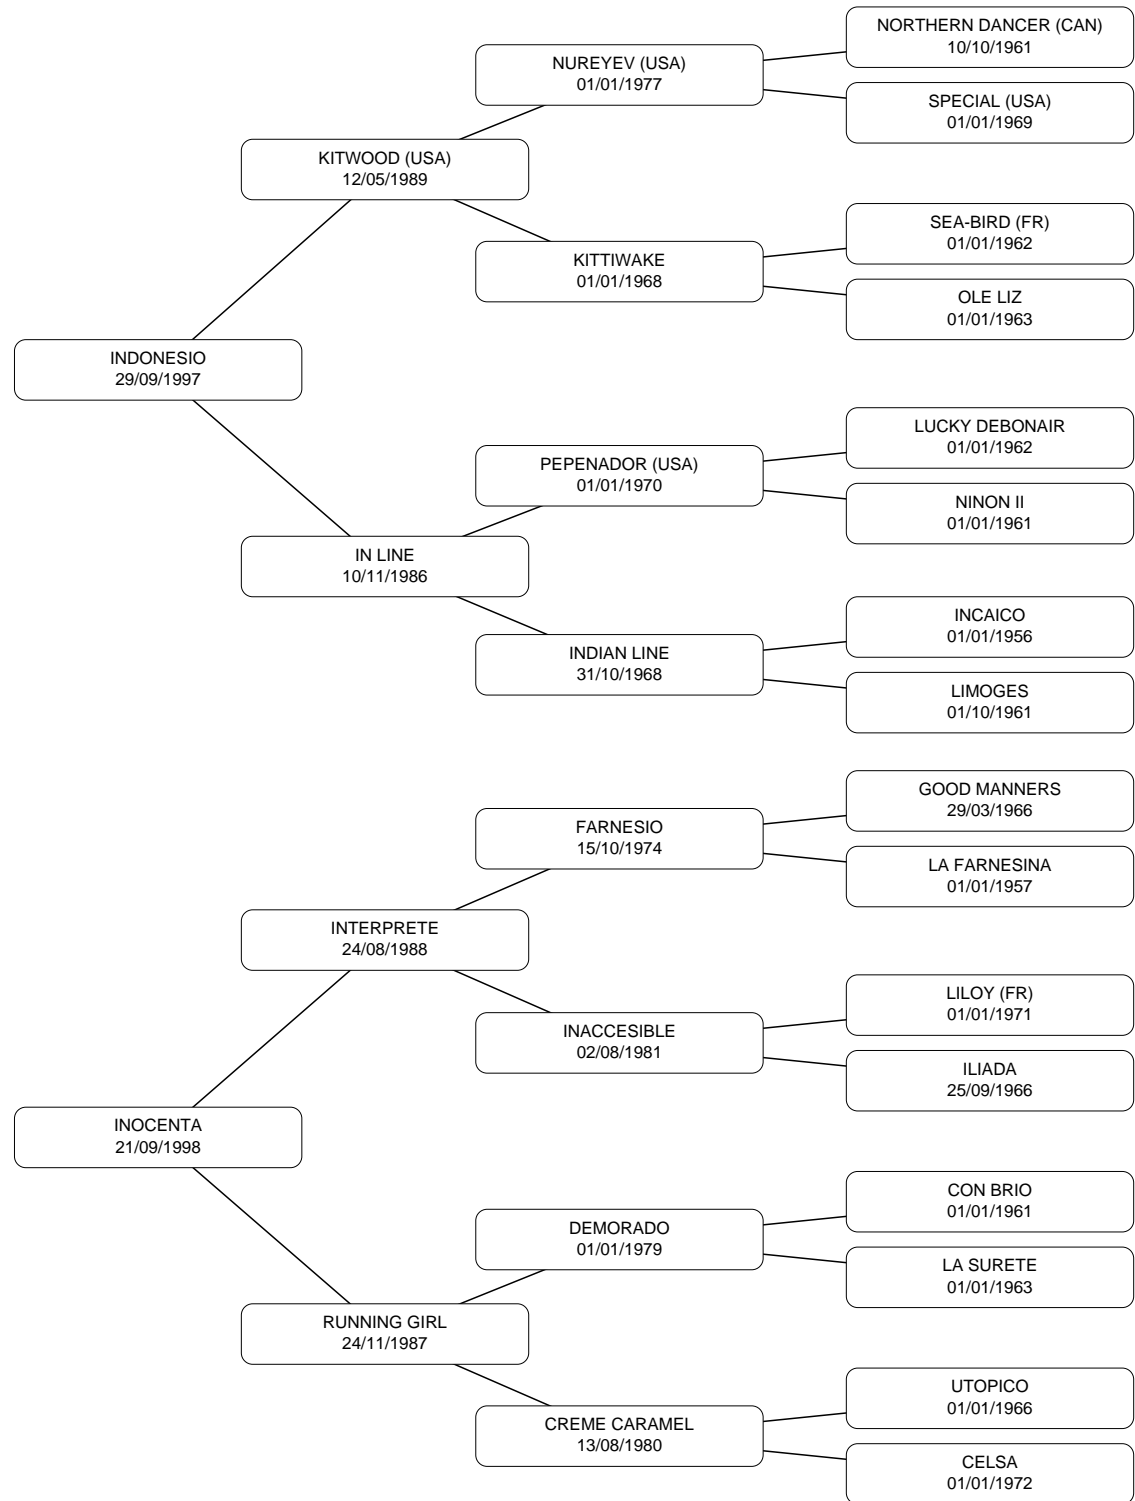 NORTHERN DANCER (CAN)
10/10/1961
NUREYEV (USA)
01/01/1977
SPECIAL (USA)
01/01/1969
KITWOOD (USA)
12/05/1989
SEA-BIRD (FR)
01/01/1962
KITTIWAKE
01/01/1968
OLE LIZ
01/01/1963
INDONESIO
29/09/1997
LUCKY DEBONAIR
01/01/1962
PEPENADOR (USA)
01/01/1970
NINON II
01/01/1961
IN LINE
10/11/1986
INCAICO
01/01/1956
INDIAN LINE
31/10/1968
LIMOGES
01/10/1961
GOOD MANNERS
29/03/1966
FARNESIO
15/10/1974
LA FARNESINA
01/01/1957
INTERPRETE
24/08/1988
LILOY (FR)
01/01/1971
INACCESIBLE
02/08/1981
ILIADA
25/09/1966
INOCENTA
21/09/1998
CON BRIO
01/01/1961
DEMORADO
01/01/1979
LA SURETE
01/01/1963
RUNNING GIRL
24/11/1987
UTOPICO
01/01/1966
CREME CARAMEL
13/08/1980
CELSA
01/01/1972